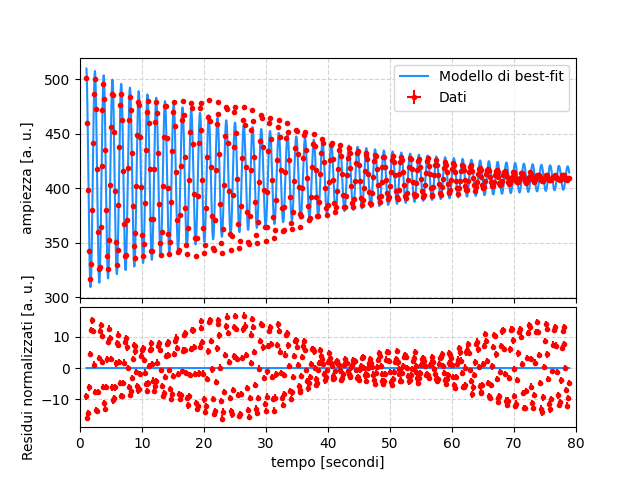 ampiezza [a. u.]
500
450
400
350
300
Modello di best-fit
Dati
Residui normalizzati [a. u.]
10
0
−10
0 10 20 30 40 50 60 70 80
tempo [secondi]